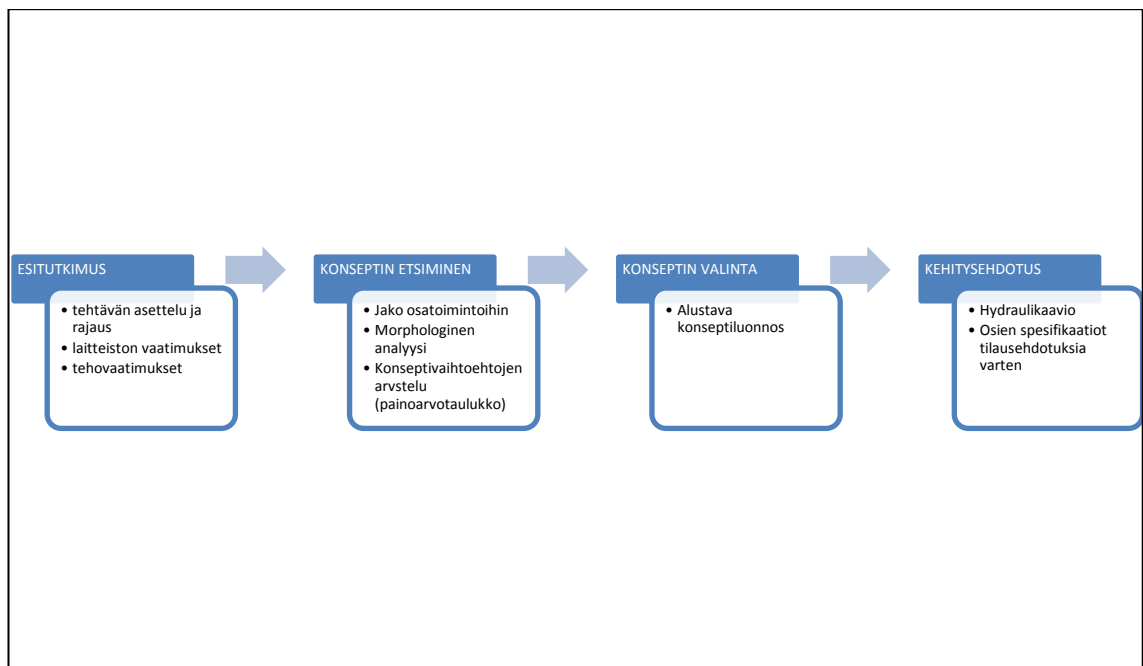 ESITUTKIMUS
• tehtävän asettelu ja
rajaus
• laitteiston vaatimukset
• tehovaatimukset
KONSEPTIN ETSIMINEN
• Jako osatoimintoihin
• Morphologinen
analyysi
• Konseptivaihtoehtojen
arvstelu
(painoarvotaulukko)
KONSEPTIN VALINTA
• Alustava
konseptiluonnos
KEHITYSEHDOTUS
• Hydraulikaavio
• Osien spesifikaatiot
tilausehdotuksia
varten